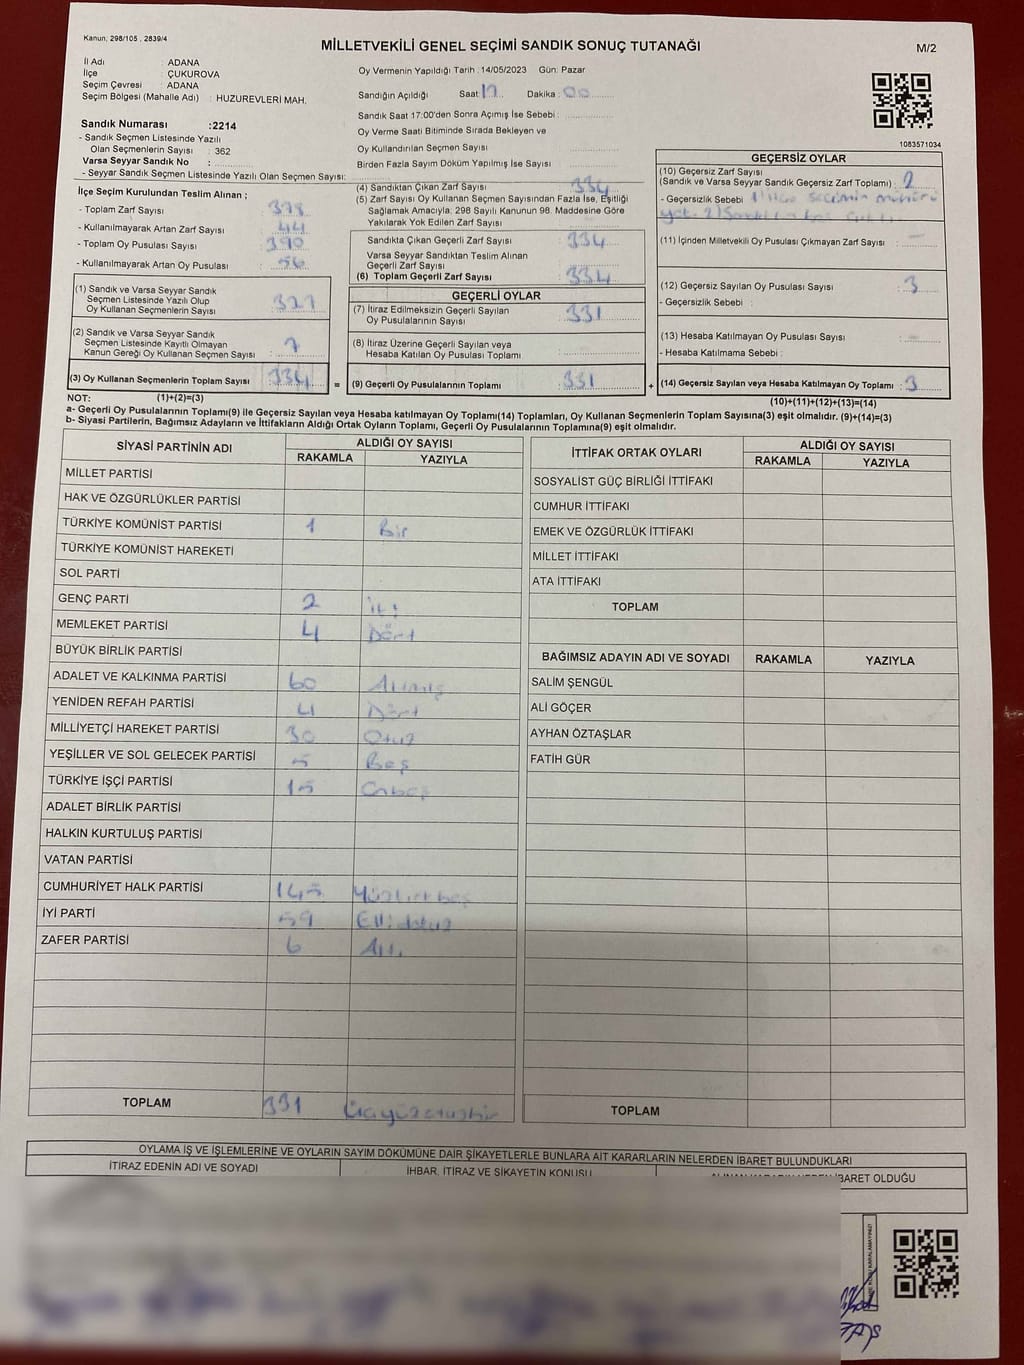 Kanun, 298/105 , 2839/4
MİLLETVEKİLİ GENEL SEÇİMİ SANDIK SONUÇ TUTANAĞI
M/2
İl Adı : ADANA
İlçe : ÇUKUROVA
Seçim Çevresi : ADANA
Seçim Bölgesi (Mahalle Adı) : HUZUREVLERİ MAH.
Oy Vermenin Yapıldığı Tarih : 14/05/2023 Gün: Pazar
Sandığın Açıldığı Saat: 17 Dakika : 00
Sandık Saat 17:00'den Sonra Açımış İse Sebebi :
Oy Verme Saati Bitiminde Sırada Bekleyen ve
Oy Kullandırılan Seçmen Sayısı :
Birden Fazla Sayım Döküm Yapılmış İse Sayısı :
1083571034
Sandık Numarası :2214
- Sandık Seçmen Listesinde Yazılı
Olan Seçmenlerin Sayısı : 362
Varsa Seyyar Sandık No :
- Seyyar Sandık Seçmen Listesinde Yazılı Olan Seçmen Sayısı:
İlçe Seçim Kurulundan Teslim Alınan ;
- Toplam Zarf Sayısı : 378
- Kullanılmayarak Artan Zarf Sayısı : 44
- Toplam Oy Pusulası Sayısı : 390
- Kullanılmayarak Artan Oy Pusulası : 56
(1) Sandık ve Varsa Seyyar Sandık
Seçmen Listesinde Yazılı Olup
Oy Kullanan Seçmenlerin Sayısı : 327
(2) Sandık ve Varsa Seyyar Sandık
Seçmen Listesinde Kayıtlı Olmayan
Kanun Gereği Oy Kullanan Seçmen Sayısı : 7
(3) Oy Kullanan Seçmenlerin Toplam Sayısı : 334
(4) Sandıktan Çıkan Zarf Sayısı : 334
(5) Zarf Sayısı Oy Kullanan Seçmen Sayısından Fazla İse, Eşitliği
Sağlamak Amacıyla; 298 Sayılı Kanunun 98. Maddesine Göre
Yakılarak Yok Edilen Zarf Sayısı :
Sandıkta Çıkan Geçerli Zarf Sayısı : 334
Varsa Seyyar Sandıktan Teslim Alınan
Geçerli Zarf Sayısı :
(6) Toplam Geçerli Zarf Sayısı : 334
GEÇERLİ OYLAR
(7) İtiraz Edilmeksizin Geçerli Sayılan
Oy Pusulalarının Sayısı : 331
(8) İtiraz Üzerine Geçerli Sayılan veya
Hesaba Katılan Oy Pusulası Toplamı :
= (9) Geçerli Oy Pusulalarının Toplamı : 331
GEÇERSİZ OYLAR
(10) Geçersiz Zarf Sayısı
(Sandık ve Varsa Seyyar Sandık Geçersiz Zarf Toplamı) :
- Geçersizlik Sebebi : seçimin mührü
yok
(11) İçinden Milletvekili Oy Pusulası Çıkmayan Zarf Sayısı :
(12) Geçersiz Sayılan Oy Pusulası Sayısı : 3
- Geçersizlik Sebebi :
(13) Hesaba Katılmayan Oy Pusulası Sayısı :
- Hesaba Katılmama Sebebi :
+ (14) Geçersiz Sayılan veya Hesaba Katılmayan Oy Toplamı : 3
NOT: (1)+(2)=(3)
(10)+(11)+(12)+(13)=(14)
a- Geçerli Oy Pusulalarının Toplamı(9) ile Geçersiz Sayılan veya Hesaba katılmayan Oy Toplamı(14) Toplamları, Oy Kullanan Seçmenlerin Toplam Sayısına(3) eşit olmalıdır. (9)+(14)=(3)
b- Siyasi Partilerin, Bağımsız Adayların ve İttifakların Aldığı Ortak Oyların Toplamı, Geçerli Oy Pusulalarının Toplamına(9) eşit olmalıdır.
SİYASİ PARTİNİN ADI ALDIĞI OY SAYISI
RAKAMLA YAZIYLA
MİLLET PARTİSİ
HAK VE ÖZGÜRLÜKLER PARTİSİ
TÜRKİYE KOMÜNİST PARTİSİ 1 Bir
TÜRKİYE KOMÜNİST HAREKETİ
SOL PARTİ
GENÇ PARTİ 2 İki
MEMLEKET PARTİSİ 4 Dört
BÜYÜK BİRLİK PARTİSİ
ADALET VE KALKINMA PARTİSİ 60 Altmış
YENİDEN REFAH PARTİSİ 4 Dört
MİLLİYETÇİ HAREKET PARTİSİ 30 Otuz
YEŞİLLER VE SOL GELECEK PARTİSİ 5 Beş
TÜRKİYE İŞÇİ PARTİSİ 15 Onbeş
ADALET BİRLİK PARTİSİ
HALKIN KURTULUŞ PARTİSİ
VATAN PARTİSİ
CUMHURİYET HALK PARTİSİ 145 Yüzkırkbeş
İYİ PARTİ 59 Ellidokuz
ZAFER PARTİSİ 6 Altı
TOPLAM 331 Üçyüzotuzbir
İTTİFAK ORTAK OYLARI ALDIĞI OY SAYISI
RAKAMLA YAZIYLA
SOSYALİST GÜÇ BİRLİĞİ İTTİFAKI
CUMHUR İTTİFAKI
EMEK VE ÖZGÜRLÜK İTTİFAKI
MİLLET İTTİFAKI
ATA İTTİFAKI
TOPLAM
BAĞIMSIZ ADAYIN ADI VE SOYADI RAKAMLA YAZIYLA
SALİM ŞENGÜL
ALİ GÖÇER
AYHAN ÖZTAŞLAR
FATİH GÜR
TOPLAM
OYLAMA İŞ VE İŞLEMLERİNE VE OYLARIN SAYIM DÖKÜMÜNE DAİR ŞİKAYETLERLE BUNLARA AİT KARARLARIN NELERDEN İBARET BULUNDUKLARI
İTİRAZ EDENİN ADI VE SOYADI İHBAR, İTİRAZ VE ŞİKAYETİN KONUSU İBARET OLDUĞU